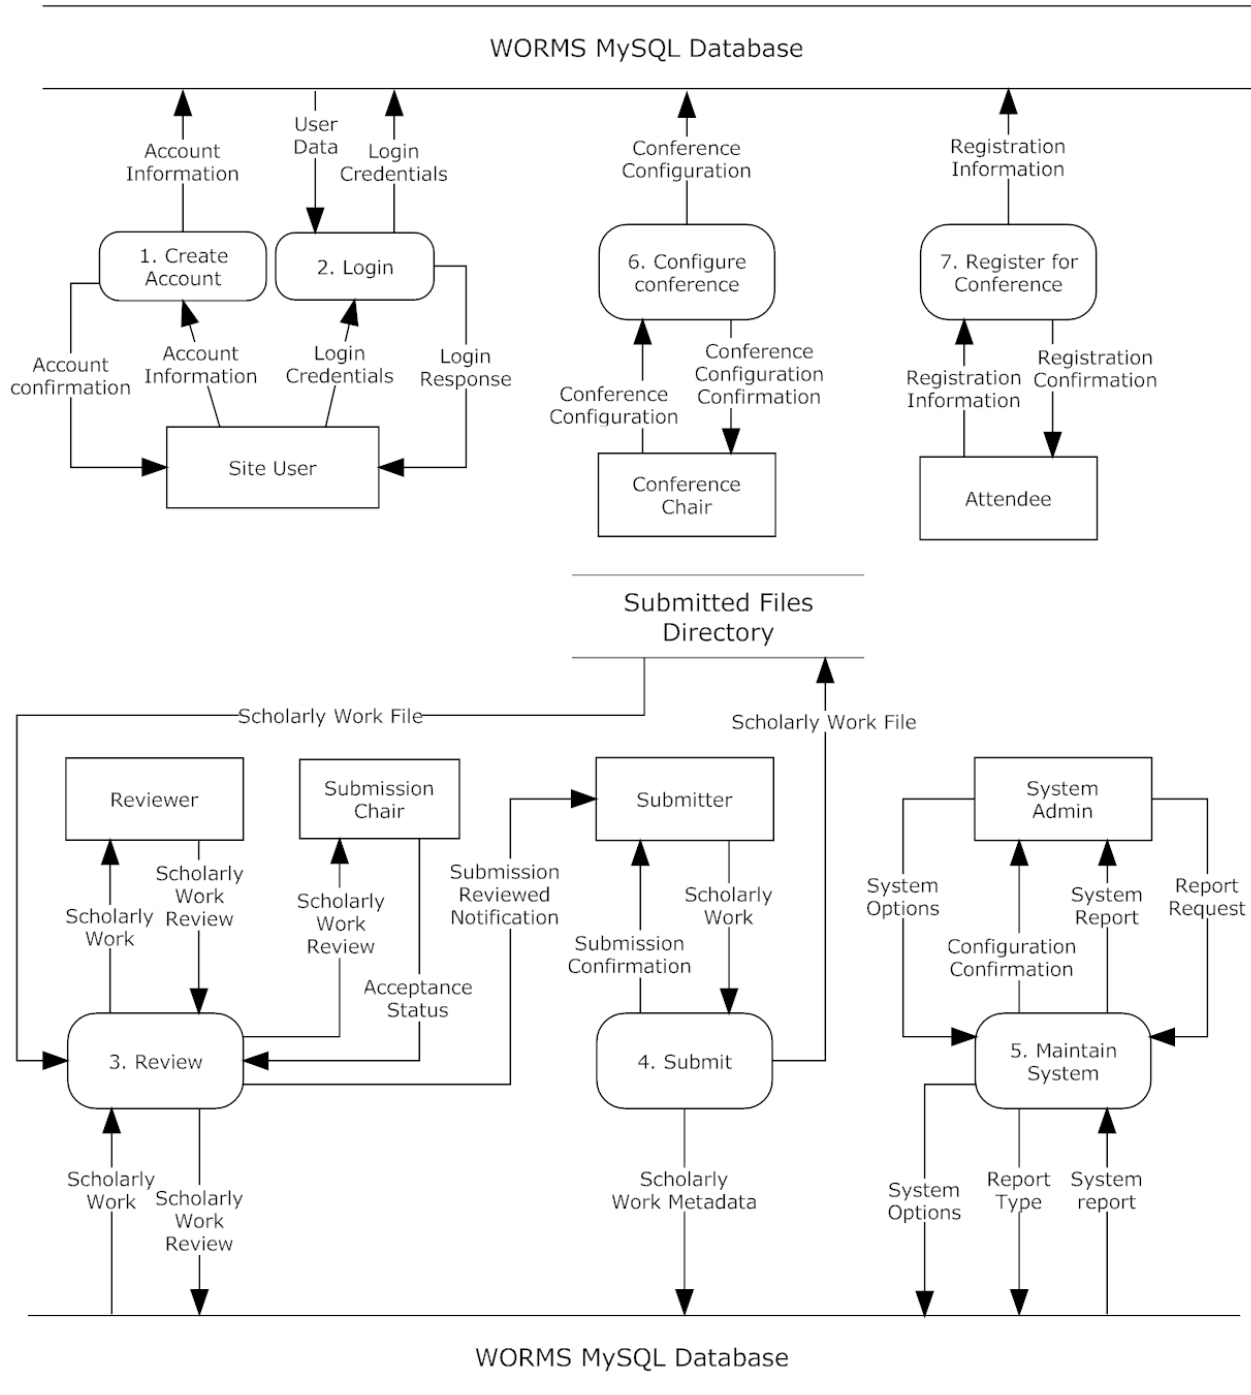 WORMS MySQL Database
Account
Information
User
Data
Login
Credentials
Conference
Configuration
Registration
Information
1. Create
Account
2. Login
6. Configure
conference
7. Register for
Conference
Account
confirmation
Account
Information
Login
Credentials
Login
Response
Conference
Configuration
Conference
Configuration
Confirmation
Registration
Information
Registration
Confirmation
Site User
Conference
Chair
Attendee
Submitted Files
Directory
Scholarly Work File
Scholarly Work File
Reviewer
Submission
Chair
Submitter
System
Admin
Scholarly
Work
Scholarly
Work
Review
Scholarly
Work
Review
Acceptance
Status
Submission
Reviewed
Notification
Submission
Confirmation
Scholarly
Work
System
Options
Configuration
Confirmation
System
Report
Report
Request
3. Review
4. Submit
5. Maintain
System
Scholarly
Work
Scholarly
Work
Review
Scholarly
Work Metadata
System
Options
Report
Type
System
report
WORMS MySQL Database